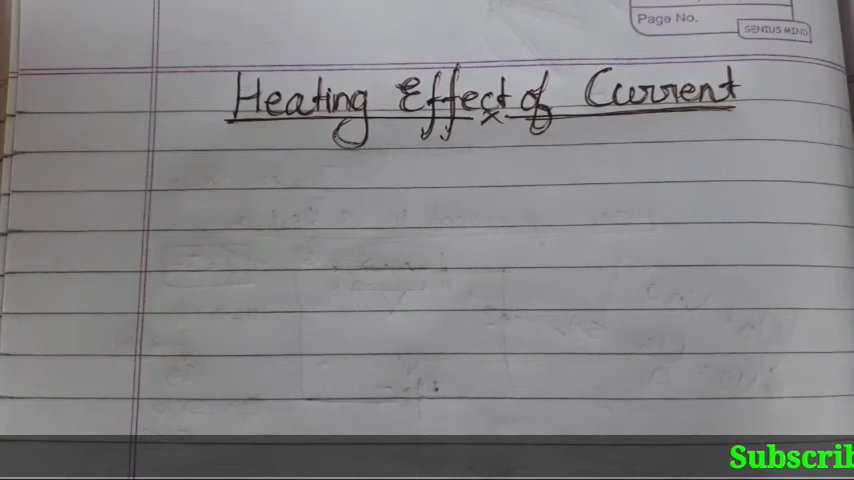 Page No.
GENIUS MIND
Heating Effect of Current
Subscrib